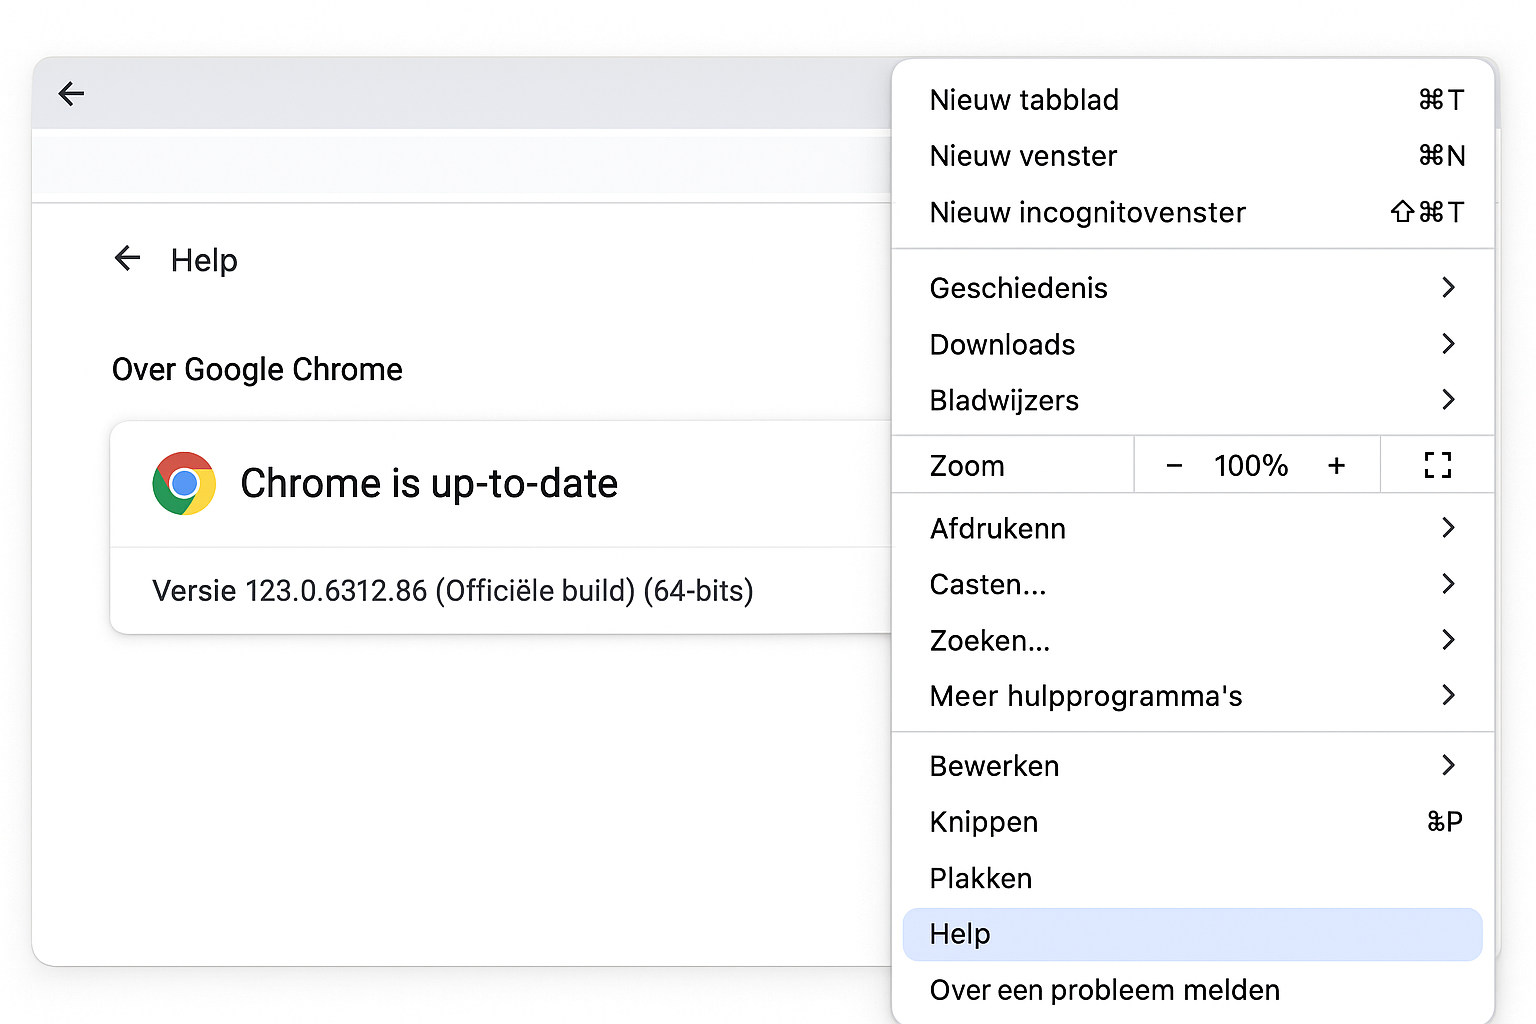 Help
Over Google Chrome
Chrome is up-to-date
Versie 123.0.6312.86 (Officiële build) (64-bits)
Nieuw tabblad ⌘T
Nieuw venster ⌘N
Nieuw incognitovenster ⇧⌘T
Geschiedenis
Downloads
Bladwijzers
Zoom − 100% +
Afdrukenn
Casten...
Zoeken...
Meer hulpprogramma's
Bewerken
Knippen ⌘P
Plakken
Help
Over een probleem melden